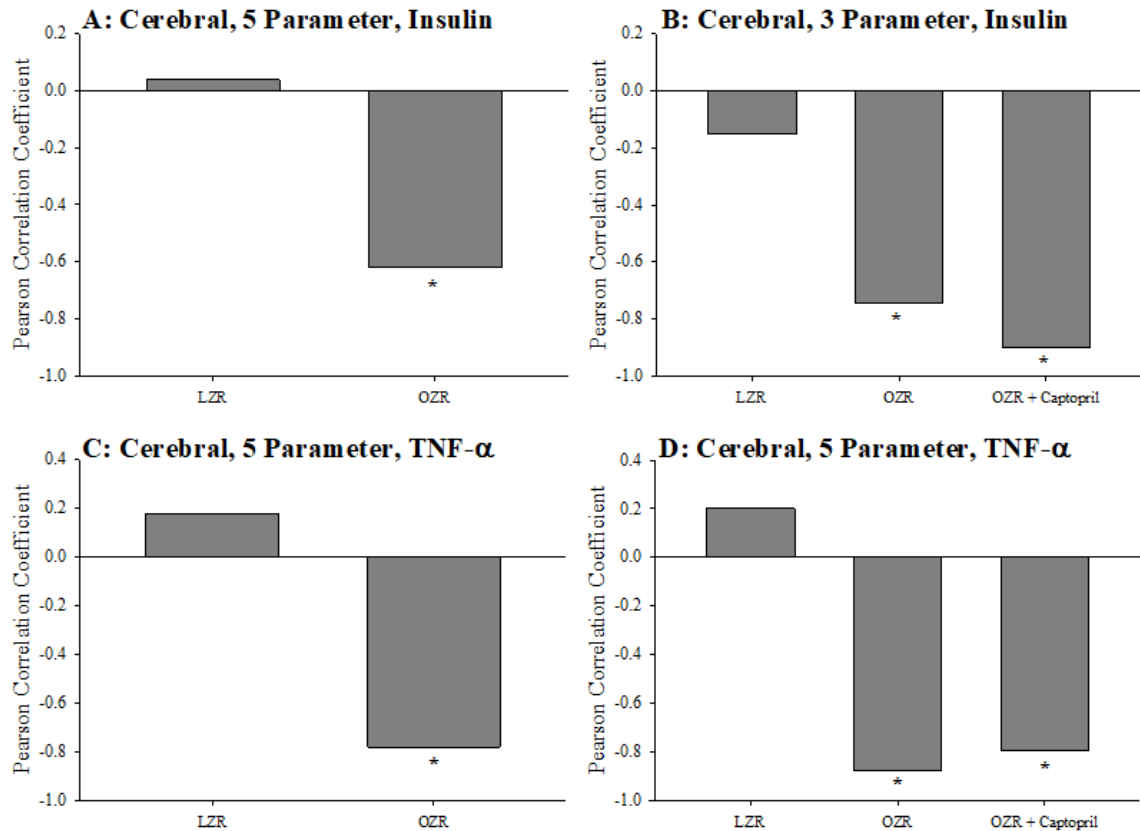 A: Cerebral, 5 Parameter, Insulin
Pearson Correlation Coefficient
0.2
0.0
-0.2
-0.4
-0.6
-0.8
-1.0
*
LZR
OZR
B: Cerebral, 3 Parameter, Insulin
Pearson Correlation Coefficient
0.2
0.0
-0.2
-0.4
-0.6
-0.8
-1.0
*
*
LZR
OZR
OZR + Captopril
C: Cerebral, 5 Parameter, TNF-α
Pearson Correlation Coefficient
0.4
0.2
0.0
-0.2
-0.4
-0.6
-0.8
-1.0
*
LZR
OZR
D: Cerebral, 5 Parameter, TNF-α
Pearson Correlation Coefficient
0.4
0.2
0.0
-0.2
-0.4
-0.6
-0.8
-1.0
*
*
LZR
OZR
OZR + Captopril